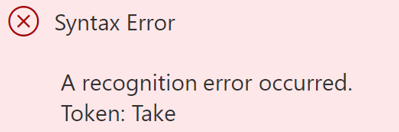 Syntax Error
A recognition error occurred.
Token: Take